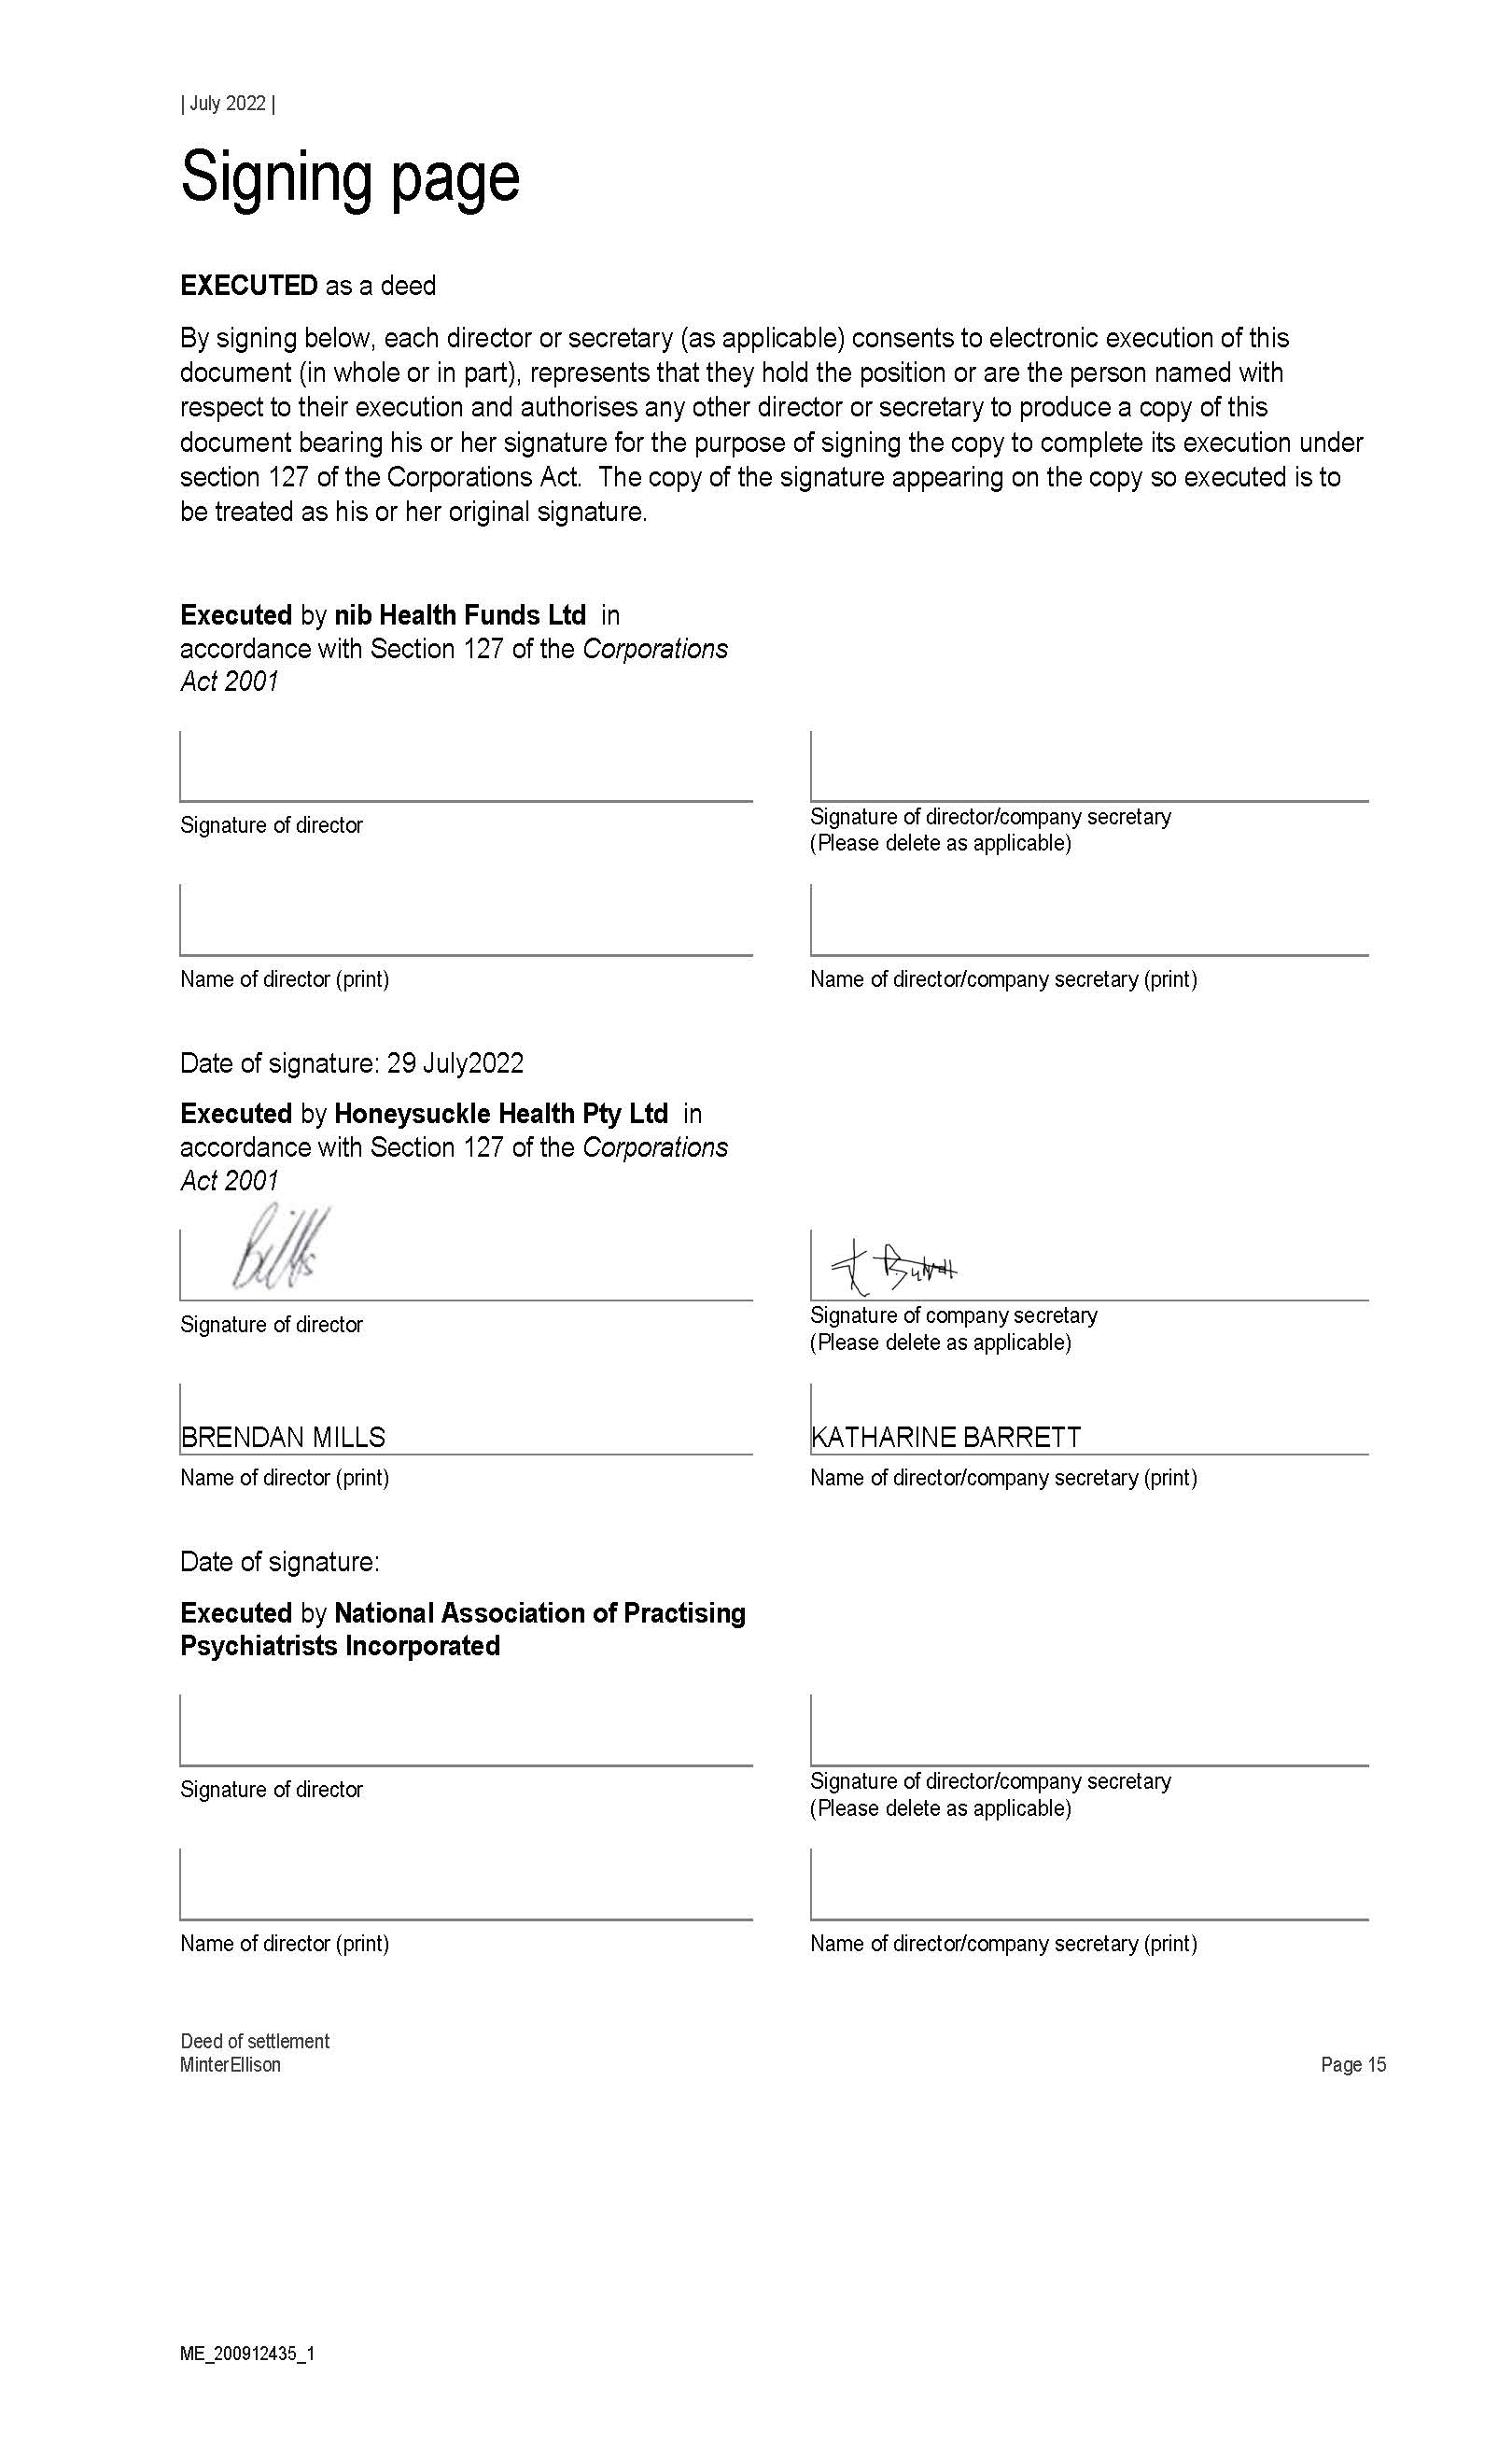 | July 2022 |
Signing page
EXECUTED as a deed
By signing below, each director or secretary (as applicable) consents to electronic execution of this
document (in whole or in part), represents that they hold the position or are the person named with
respect to their execution and authorises any other director or secretary to produce a copy of this
document bearing his or her signature for the purpose of signing the copy to complete its execution under
section 127 of the Corporations Act.  The copy of the signature appearing on the copy so executed is to
be treated as his or her original signature.
Executed by nib Health Funds Ltd  in
accordance with Section 127 of the Corporations
Act 2001
Signature of director
Signature of director/company secretary
(Please delete as applicable)
Name of director (print)
Name of director/company secretary (print)
Date of signature: 29 July2022
Executed by Honeysuckle Health Pty Ltd  in
accordance with Section 127 of the Corporations
Act 2001
Signature of director
Signature of company secretary
(Please delete as applicable)
BRENDAN MILLS
KATHARINE BARRETT
Name of director (print)
Name of director/company secretary (print)
Date of signature:
Executed by National Association of Practising
Psychiatrists Incorporated
Signature of director
Signature of director/company secretary
(Please delete as applicable)
Name of director (print)
Name of director/company secretary (print)
Deed of settlement
MinterEllison
Page 15
ME_200912435_1